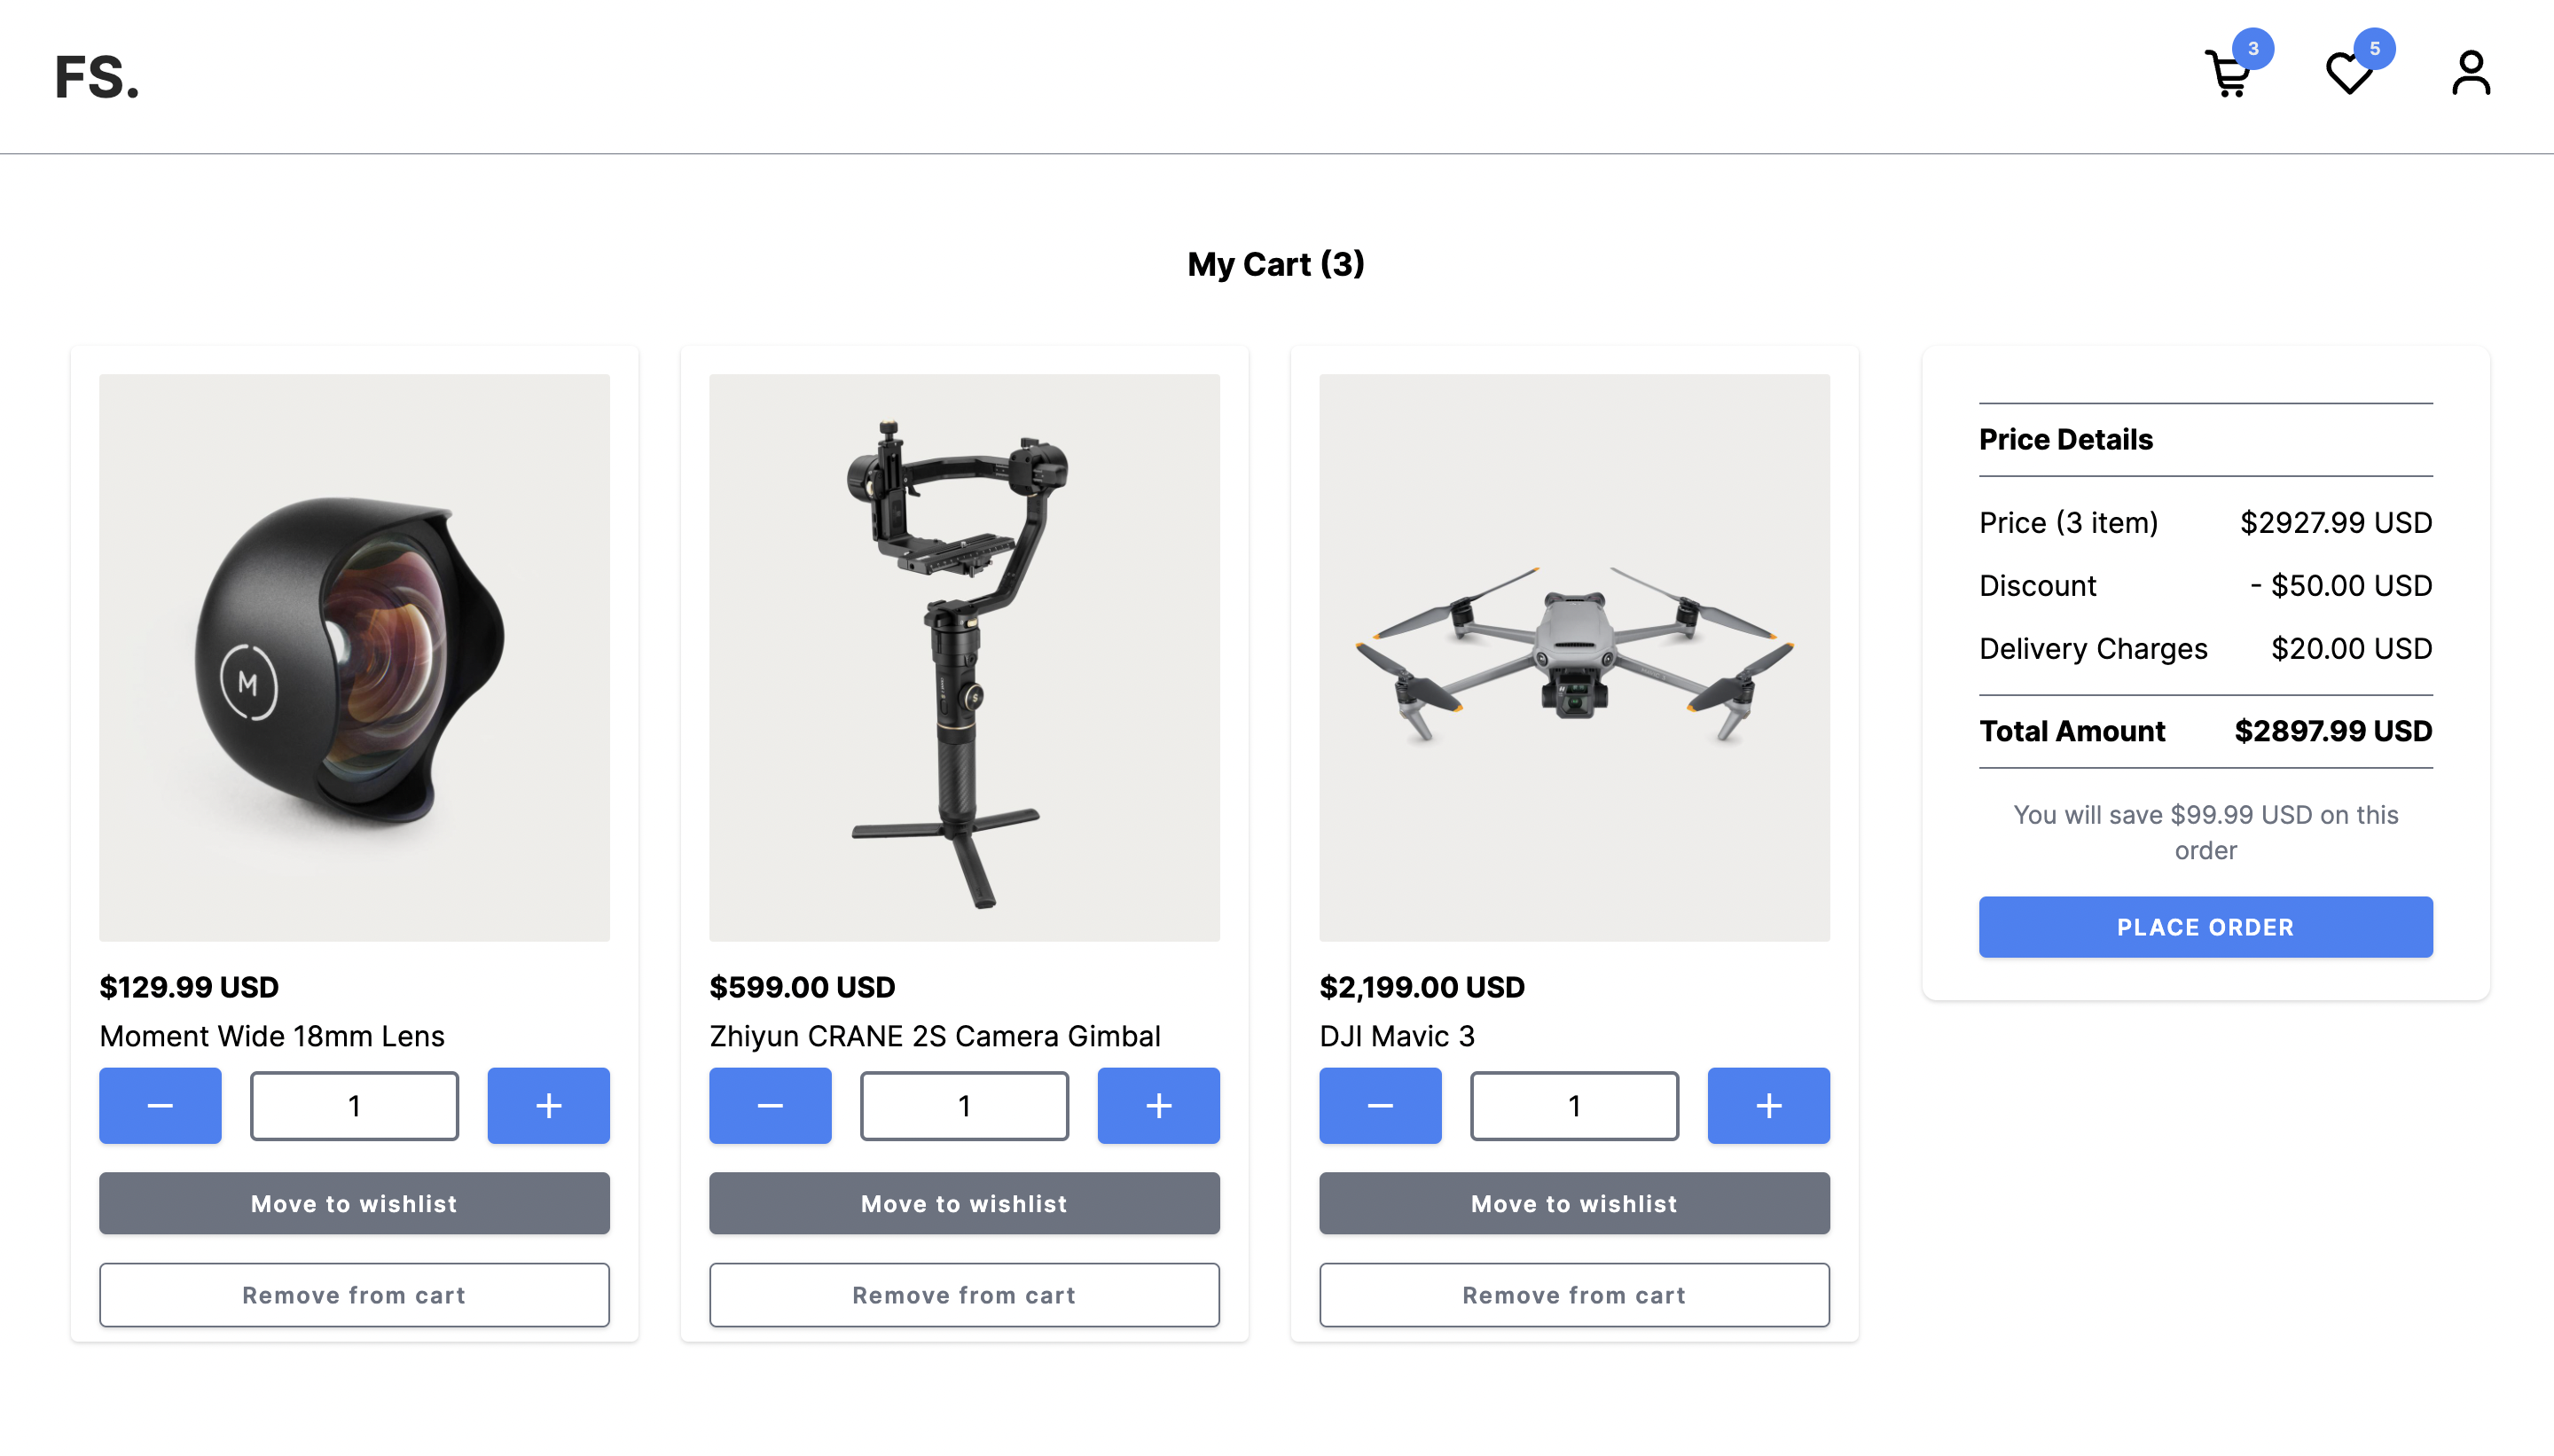 FS.
3
5
My Cart (3)
M
$129.99 USD
Moment Wide 18mm Lens
1
Move to wishlist
Remove from cart
$599.00 USD
Zhiyun CRANE 2S Camera Gimbal
1
Move to wishlist
Remove from cart
$2,199.00 USD
DJI Mavic 3
1
Move to wishlist
Remove from cart
Price Details
Price (3 item) $2927.99 USD
Discount - $50.00 USD
Delivery Charges $20.00 USD
Total Amount $2897.99 USD
You will save $99.99 USD on this
order
PLACE ORDER